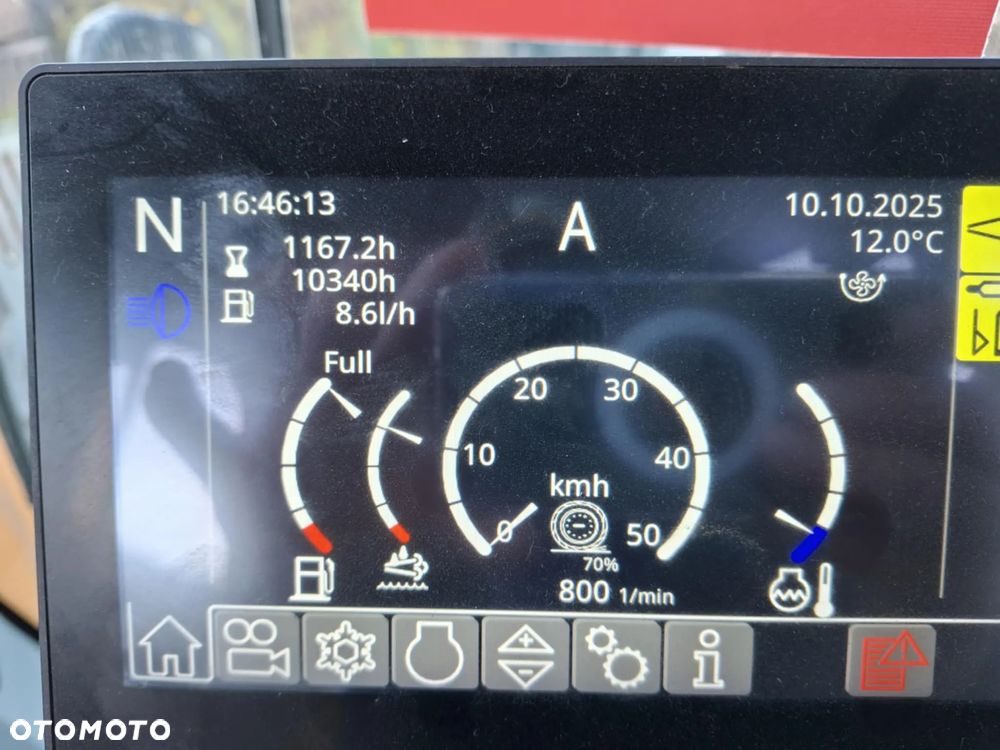 N
16:46:13
A
10.10.2025
1167.2h
12.0°C
10340h
8.6l/h
Full
20
30
10
40
kmh
0
50
70%
800 1/min
OTOMOTO